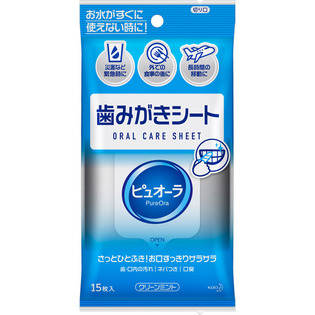 お水がすぐに
使えない時に!
切り口
災害など
緊急時に
外での
食事の後に
長時間の
移動に
歯みがきシート
ORAL CARE SHEET
ピュオーラ
PureOra
OPEN
さっとひとふき!お口すっきりサラサラ
歯・口内の汚れ|ネバつき|口臭
15枚入
クリーンミント
KAO